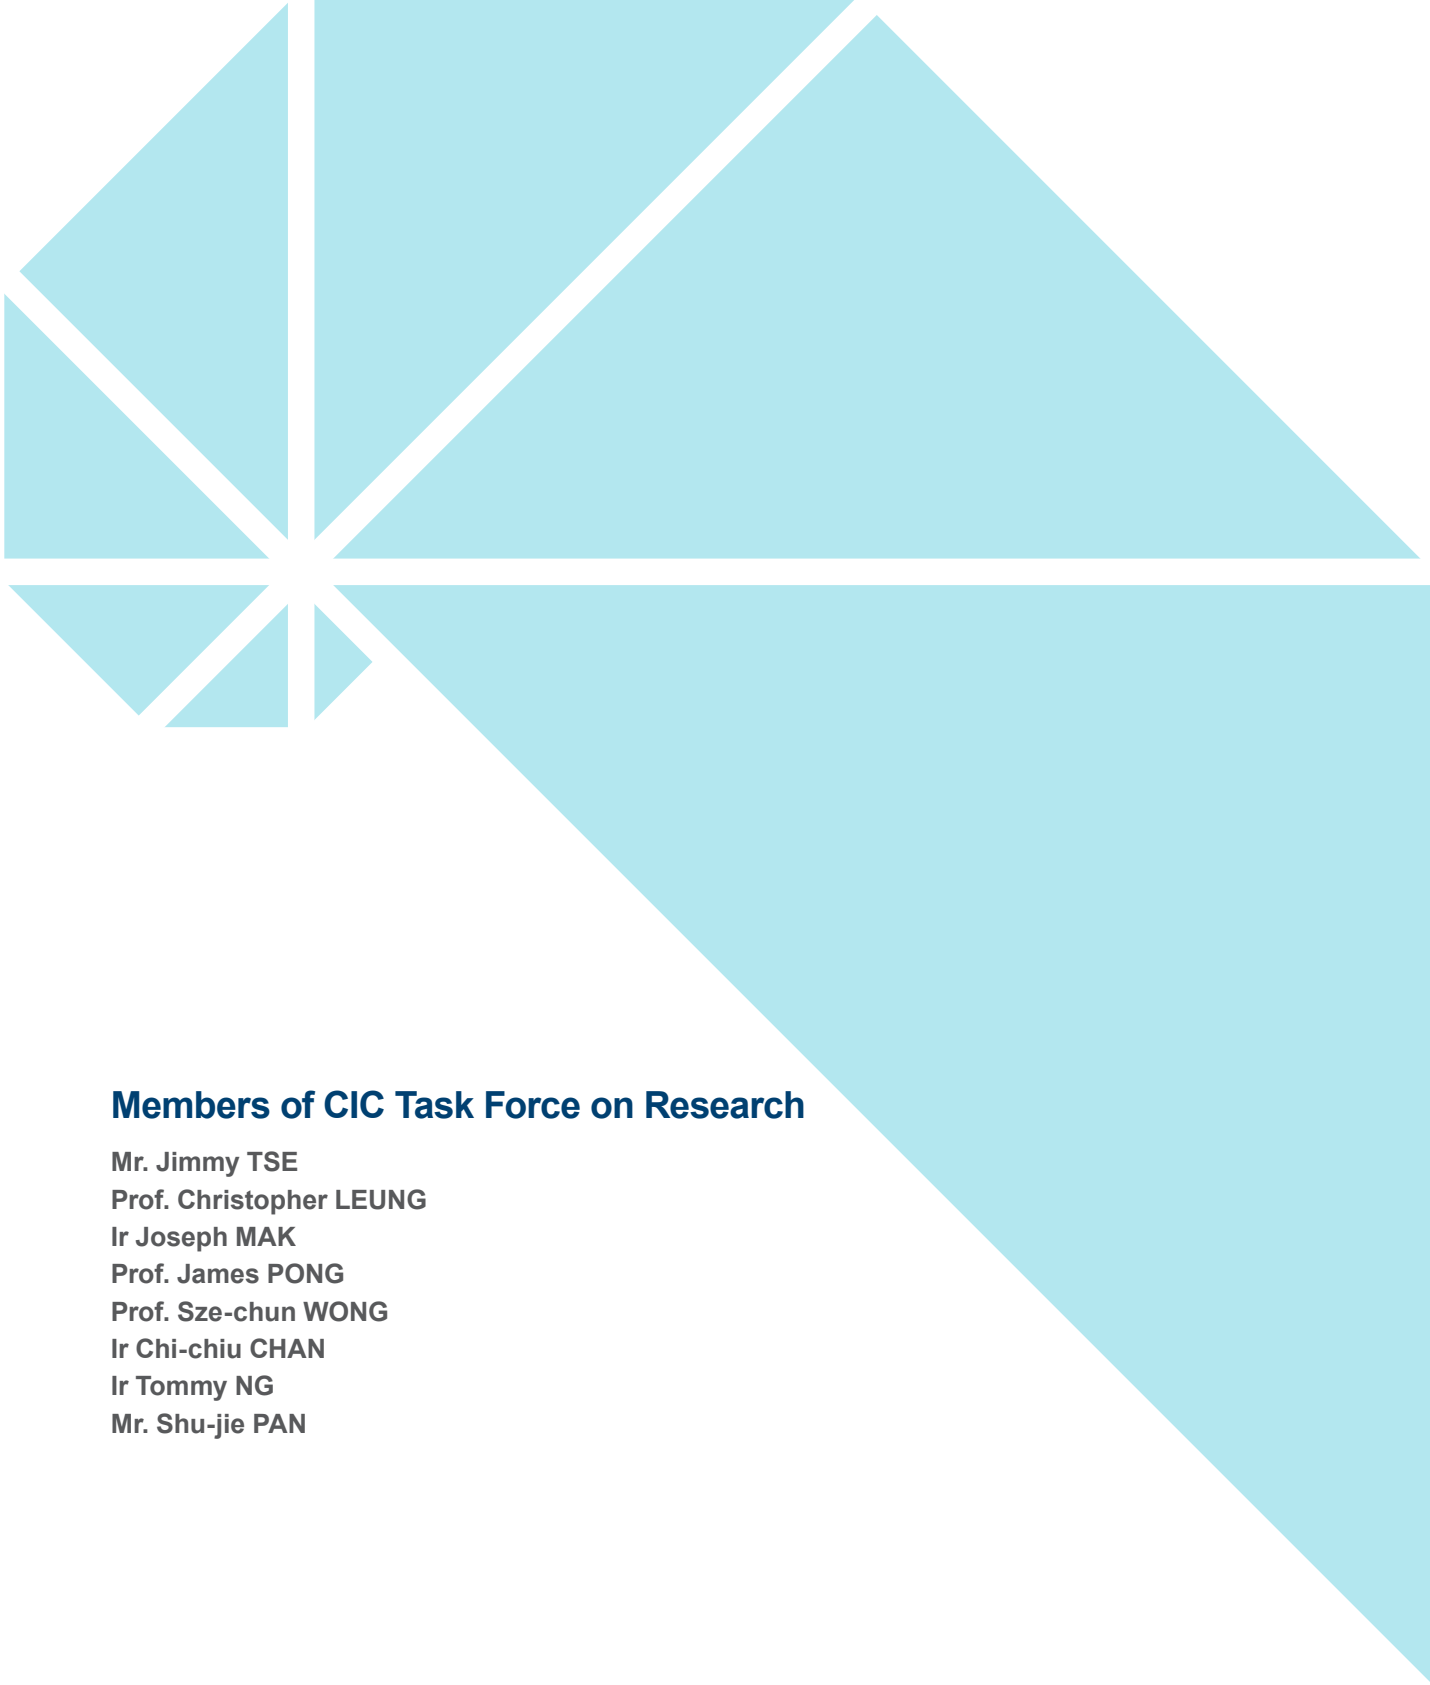 Members of CIC Task Force on Research
Mr. Jimmy TSE
Prof. Christopher LEUNG
Ir Joseph MAK
Prof. James PONG
Prof. Sze-chun WONG
Ir Chi-chiu CHAN
Ir Tommy NG
Mr. Shu-jie PAN